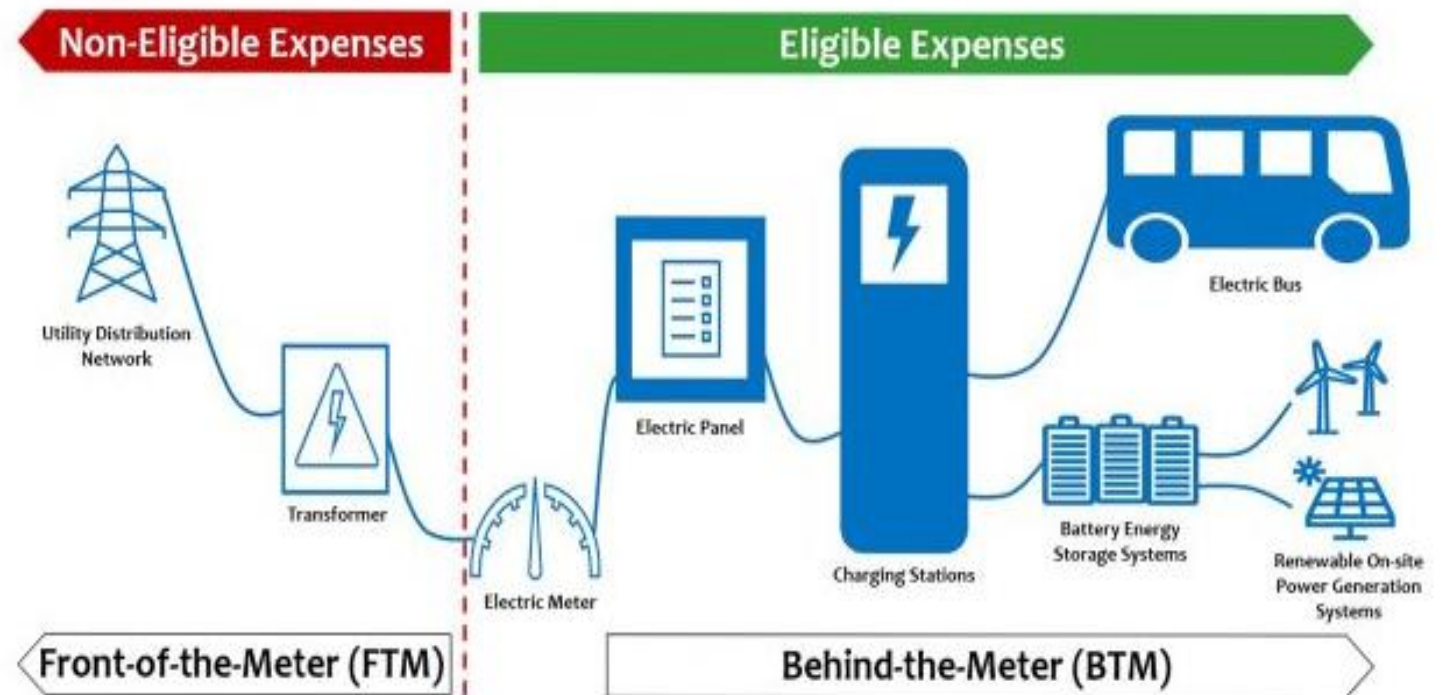 Non-Eligible Expenses
Eligible Expenses
Utility Distribution
Network
Transformer
Electric Meter
Electric Panel
Charging Stations
Electric Bus
Battery Energy
Storage Systems
Renewable On-site
Power Generation
Systems
Front-of-the-Meter (FTM)
Behind-the-Meter (BTM)